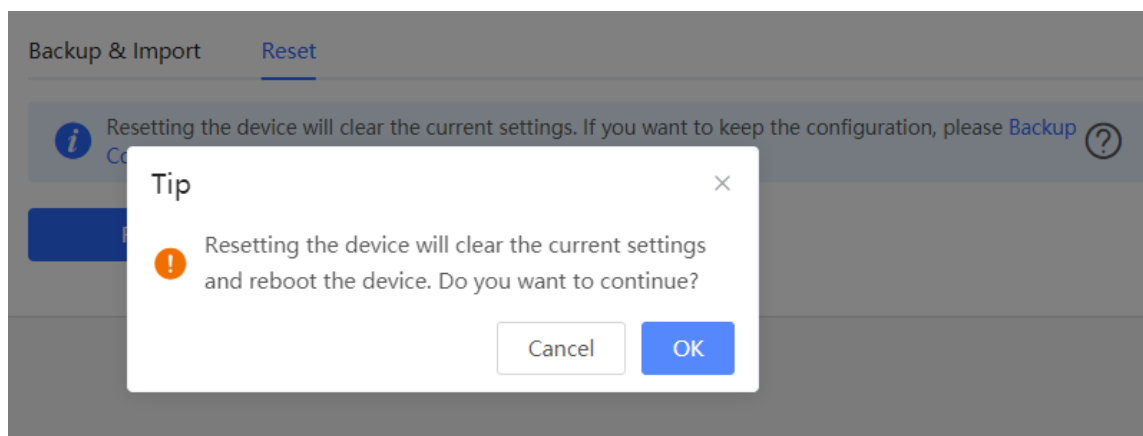 Backup & Import Reset
Resetting the device will clear the current settings. If you want to keep the configuration, please Backup
Tip
Resetting the device will clear the current settings
and reboot the device. Do you want to continue?
Cancel OK